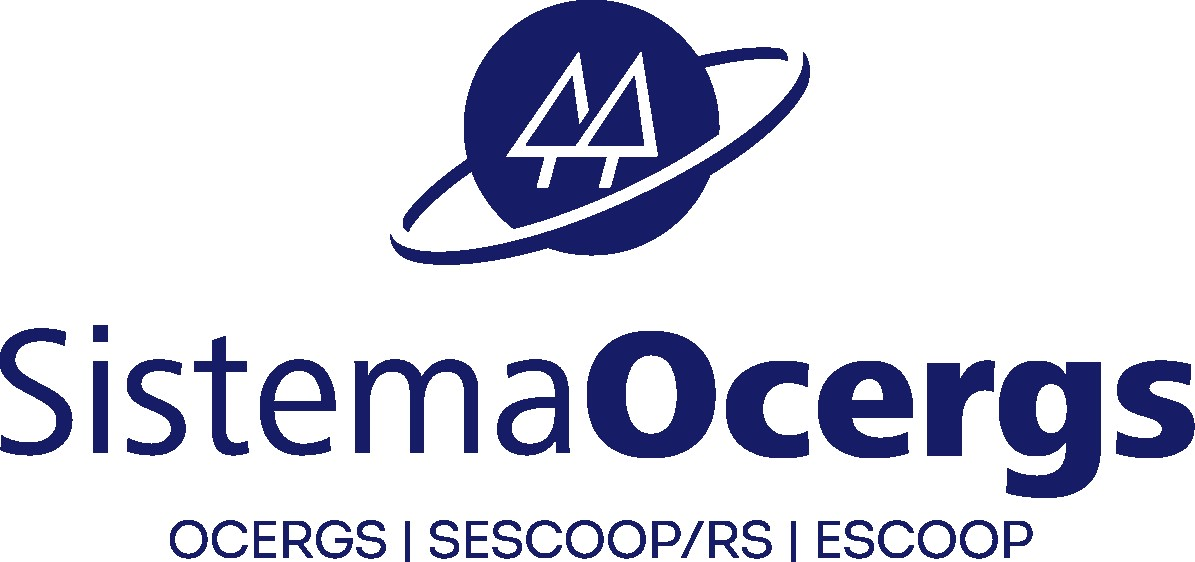 SistemaOcergs
OCERGS | SESCOOP/RS | ESCOOP